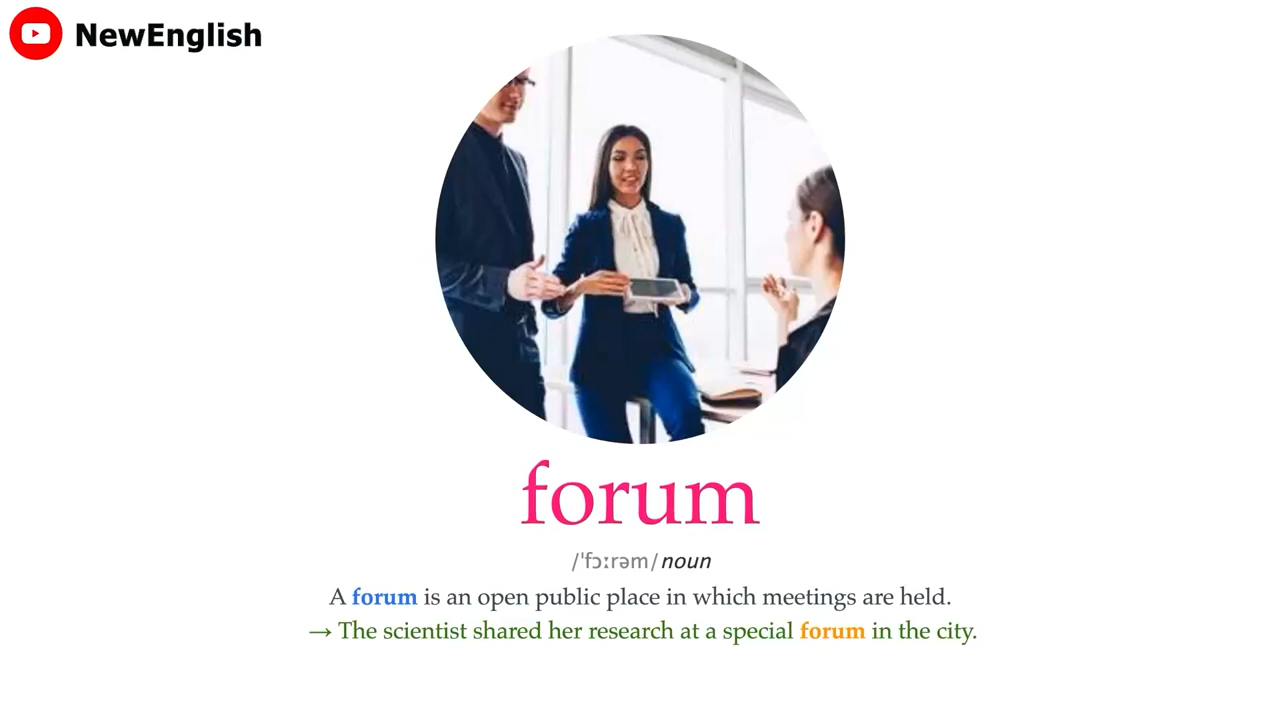 NewEnglish
forum
/ˈfɔːrəm/ noun
A forum is an open public place in which meetings are held.
→ The scientist shared her research at a special forum in the city.